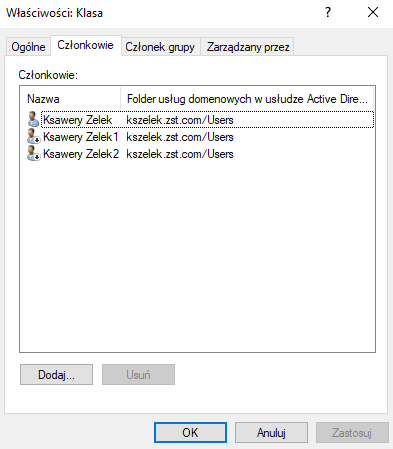 Właściwości: Klasa
? ×
Ogólne Członkowie Członek grupy Zarządzany przez
Członkowie:
Nazwa Folder usług domenowych w usłudze Active Dire...
Ksawery Zelek kszelek.zst.com/Users
Ksawery Zelek1 kszelek.zst.com/Users
Ksawery Zelek2 kszelek.zst.com/Users
Dodaj... Usuń
OK Anuluj Zastosuj